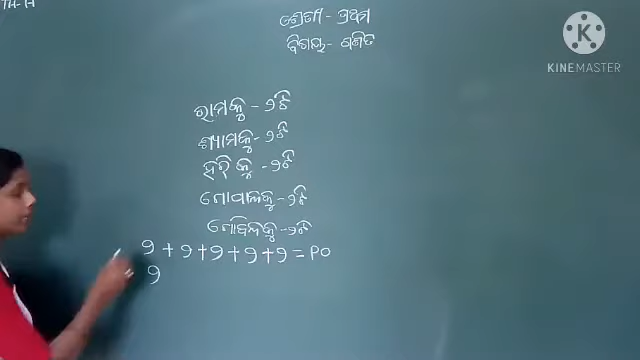 ଶ୍ରେଣୀ - ପ୍ରଥମ
ବିଷୟ - ଗଣିତ
KINEMASTER
ରାମକୁ - ୨ଟି
ଶ୍ୟାମକୁ - ୨ଟି
ହରିକୁ - ୨ଟି
ଗୋପାଳକୁ - ୨ଟି
ଗୋବିନ୍ଦକୁ - ୨ଟି
୨ + ୨ + ୨ + ୨ + ୨ = ୧୦
୨